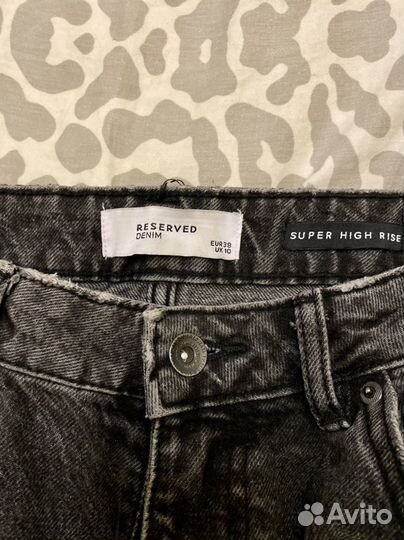 RESERVED
DENIM
EUR 38
UK 10
SUPER HIGH RISE
Avito